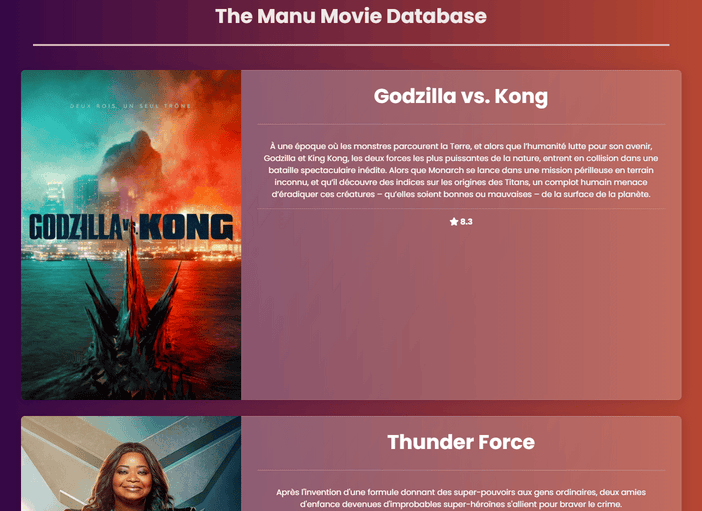 The Manu Movie Database
DEUX ROIS. UN SEUL TRÔNE.
GODZILLA vs. KONG
Godzilla vs. Kong
À une époque où les monstres parcourent la Terre, et alors que l'humanité lutte pour son avenir,
Godzilla et King Kong, les deux forces les plus puissantes de la nature, entrent en collision dans une
bataille spectaculaire inédite. Alors que Monarch se lance dans une mission périlleuse en terrain
inconnu, et qu'il découvre des indices sur les origines des Titans, un complot humain menace
d'éradiquer ces créatures – qu'elles soient bonnes ou mauvaises – de la surface de la planète.
8.3
Thunder Force
Après l'invention d'une formule donnant des super-pouvoirs aux gens ordinaires, deux amies
d'enfance devenues d'improbables super-héroïnes s'allient pour braver le crime.